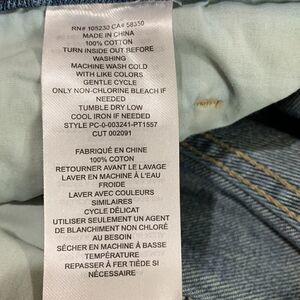 RN# 105230 CA# 58350
MADE IN CHINA
100% COTTON
TURN INSIDE OUT BEFORE
WASHING
MACHINE WASH COLD
WITH LIKE COLORS
GENTLE CYCLE
ONLY NON-CHLORINE BLEACH IF
NEEDED
TUMBLE DRY LOW
COOL IRON IF NEEDED
STYLE PC-0-003241-PT1557
CUT 002091
FABRIQUÉ EN CHINE
100% COTON
RETOURNER AVANT LE LAVAGE
LAVER EN MACHINE À L'EAU
FROIDE
LAVER AVEC COULEURS
SIMILAIRES
CYCLE DÉLICAT
UTILISER SEULEMENT UN AGENT
DE BLANCHIMENT NON CHLORÉ
AU BESOIN
SÉCHER EN MACHINE À BASSE
TEMPÉRATURE
REPASSER À FER TIÈDE SI
NÉCESSAIRE